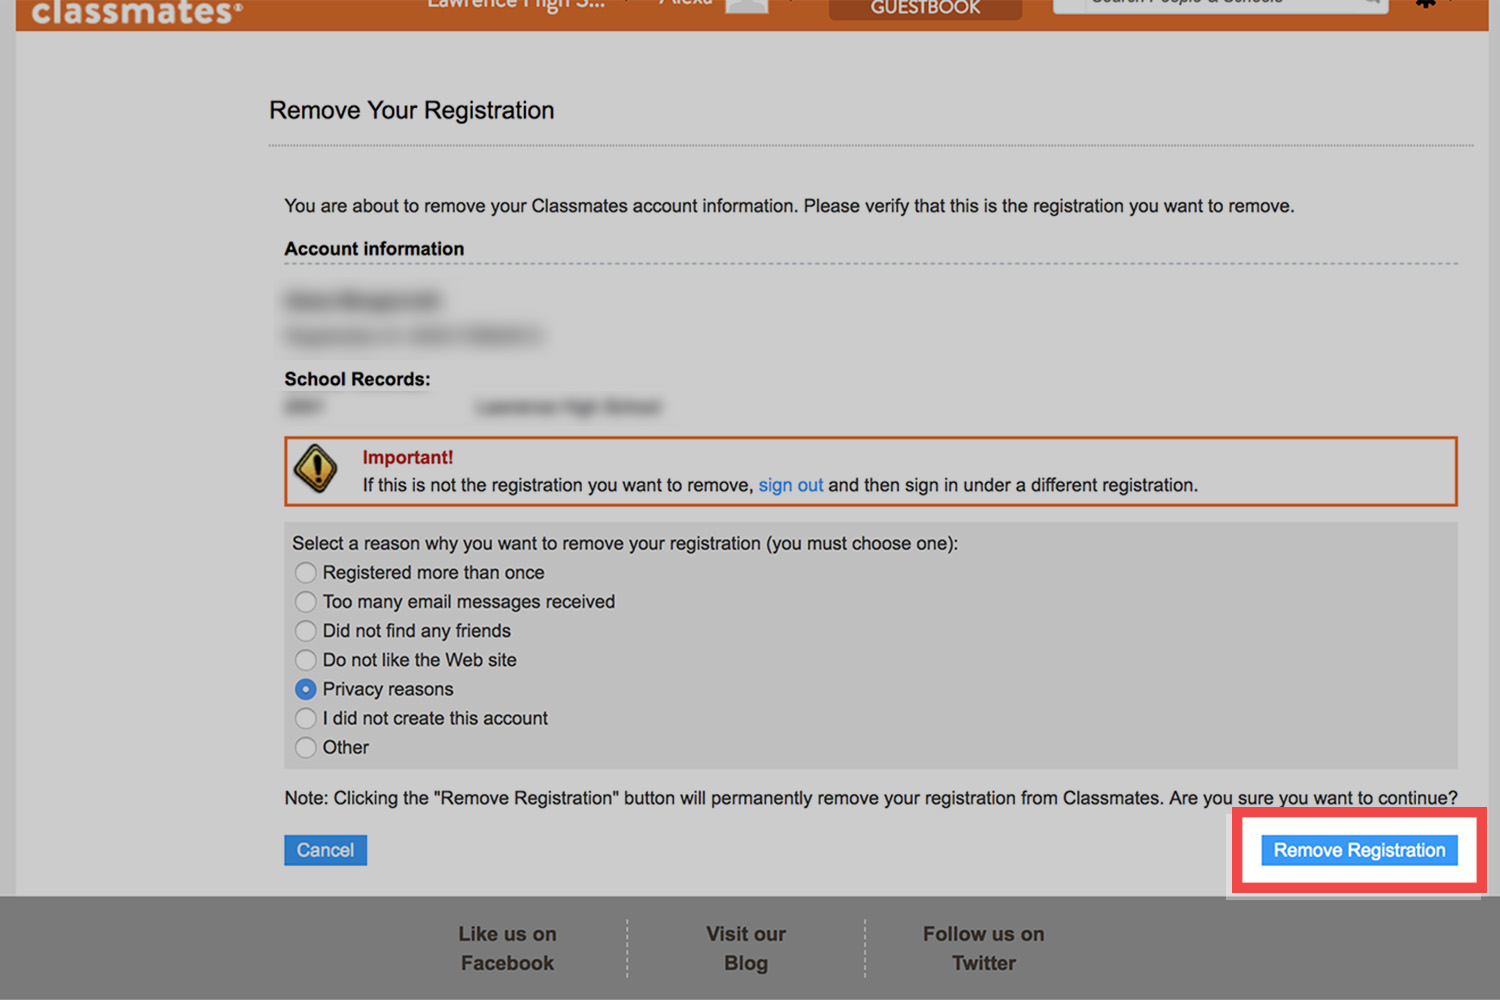 classmates®
Lawrence High S...
Alexa
GUESTBOOK
Search People & Schools
Remove Your Registration
You are about to remove your Classmates account information. Please verify that this is the registration you want to remove.
Account information
School Records:
Lawrence High School
Important!
If this is not the registration you want to remove, sign out and then sign in under a different registration.
Select a reason why you want to remove your registration (you must choose one):
Registered more than once
Too many email messages received
Did not find any friends
Do not like the Web site
Privacy reasons
I did not create this account
Other
Note: Clicking the "Remove Registration" button will permanently remove your registration from Classmates. Are you sure you want to continue?
Cancel
Remove Registration
Like us on
Facebook
Visit our
Blog
Follow us on
Twitter